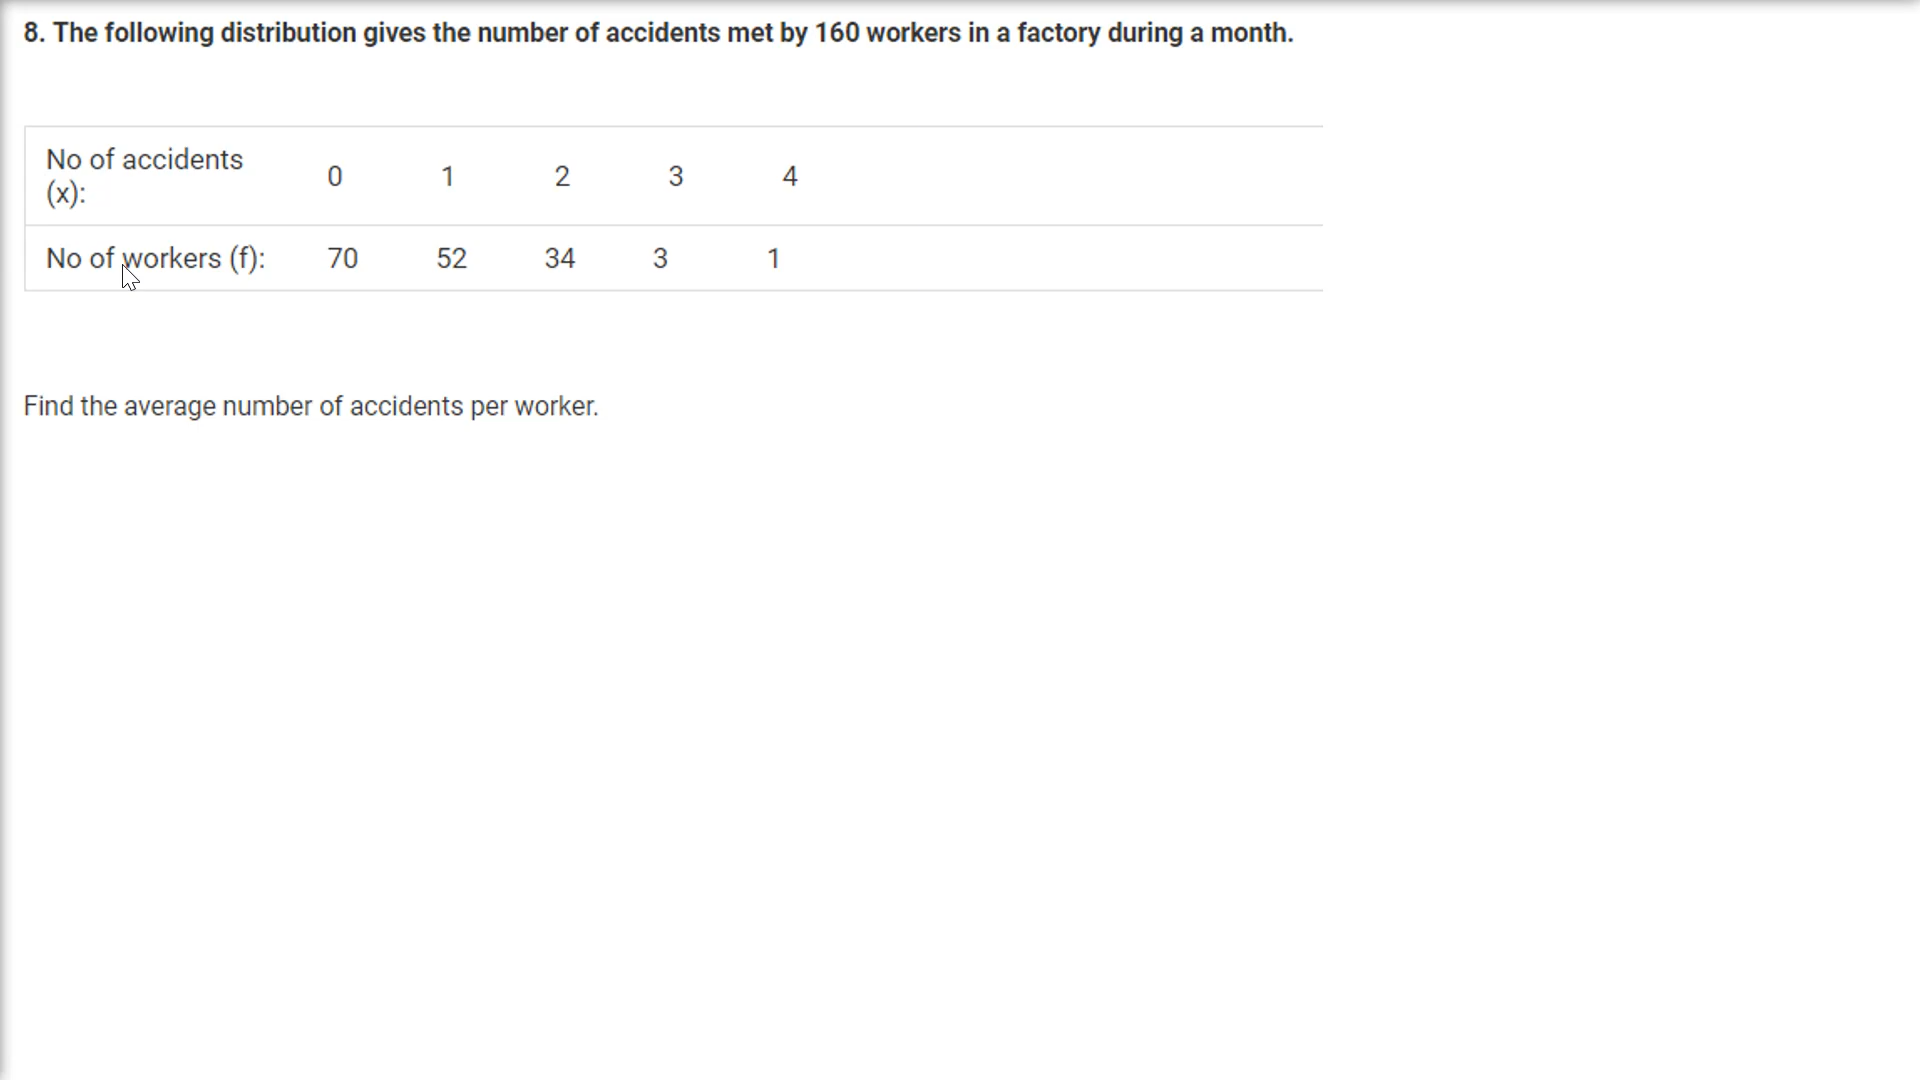 8. The following distribution gives the number of accidents met by 160 workers in a factory during a month.
No of accidents (x): 0 1 2 3 4
No of workers (f): 70 52 34 3 1
Find the average number of accidents per worker.